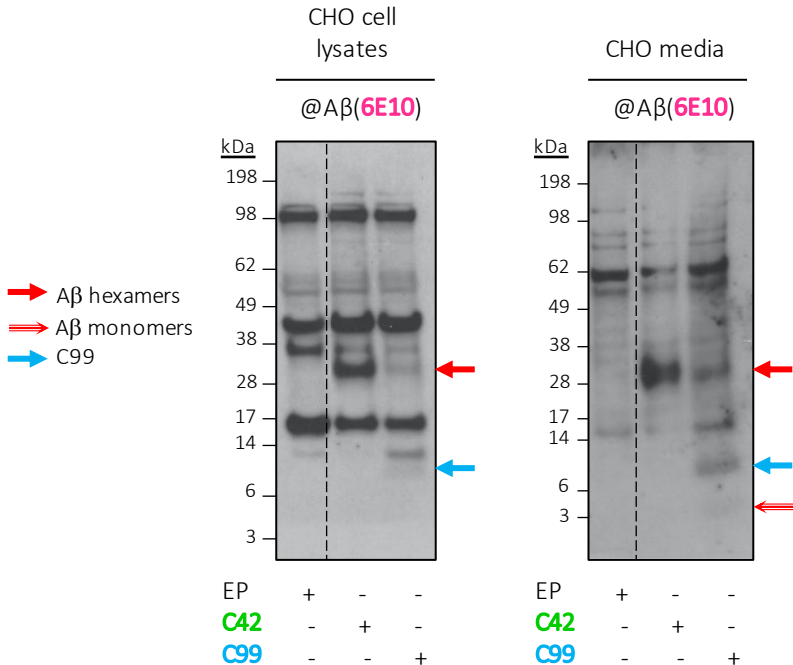 CHO cell
lysates
@Aβ(6E10)
kDa
198
98
62
49
38
28
17
14
6
3
EP + - -
C42 - + -
C99 - - +
CHO media
@Aβ(6E10)
kDa
198
98
62
49
38
28
17
14
6
3
EP + - -
C42 - + -
C99 - - +
Aβ hexamers
Aβ monomers
C99